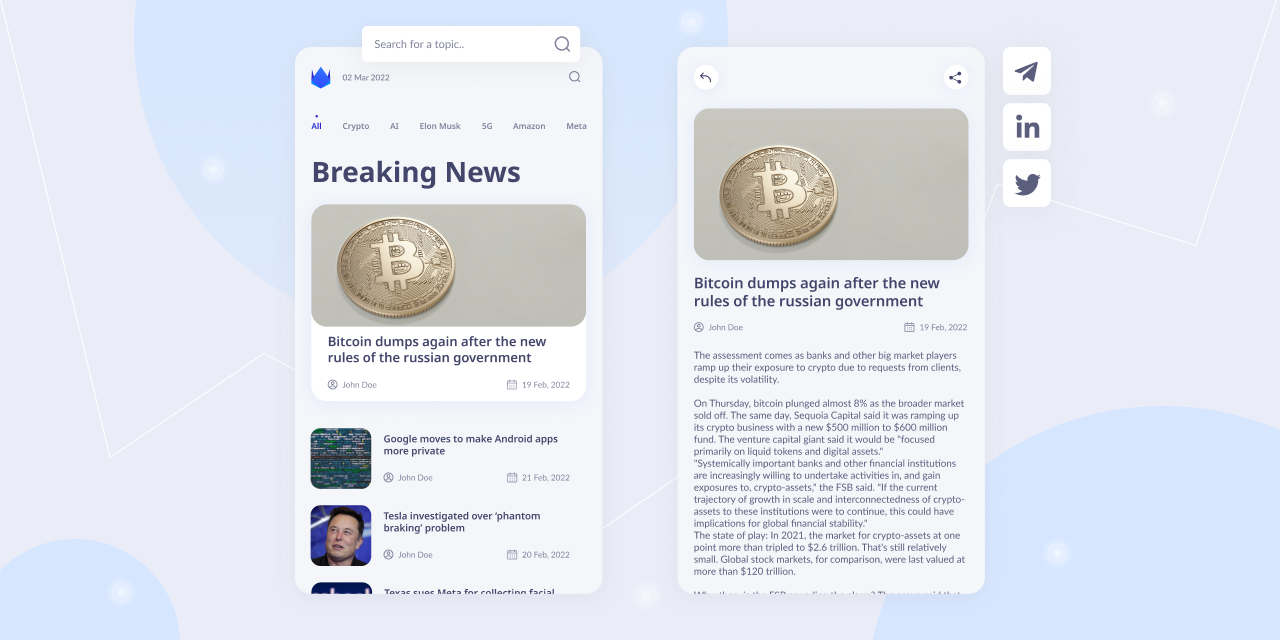 Search for a topic..
02 Mar 2022
All Crypto AI Elon Musk 5G Amazon Meta
Breaking News
Bitcoin dumps again after the new
rules of the russian government
John Doe 19 Feb, 2022
Google moves to make Android apps
more private
John Doe 21 Feb, 2022
Tesla investigated over ‘phantom
braking’ problem
John Doe 20 Feb, 2022
Texas sues Meta for collecting facial
Bitcoin dumps again after the new
rules of the russian government
John Doe 19 Feb, 2022
The assessment comes as banks and other big market players
ramp up their exposure to crypto due to requests from clients,
despite its volatility.
On Thursday, bitcoin plunged almost 8% as the broader market
sold off. The same day, Sequoia Capital said it was ramping up
its crypto business with a new $500 million to $600 million
fund. The venture capital giant said it would be "focused
primarily on liquid tokens and digital assets."
"Systemically important banks and other financial institutions
are increasingly willing to undertake activities in, and gain
exposures to, crypto-assets," the FSB said. "If the current
trajectory of growth in scale and interconnectedness of crypto-
assets to these institutions were to continue, this could have
implications for global financial stability."
The state of play: In 2021, the market for crypto-assets at one
point more than tripled to $2.6 trillion. That's still relatively
small. Global stock markets, for comparison, were last valued at
more than $120 trillion.
in